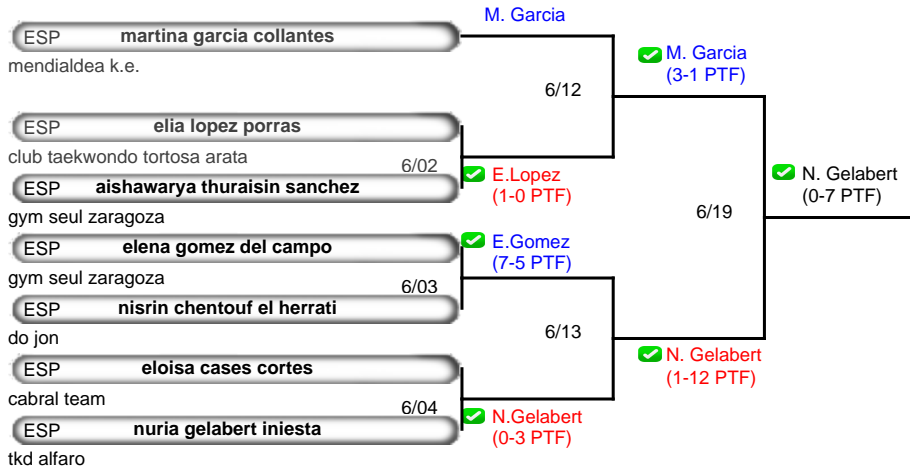 ESP martina garcia collantes
mendialdea k.e.
M. Garcia
6/12
M. Garcia
(3-1 PTF)
ESP elia lopez porras
club taekwondo tortosa arata
6/02
ESP aishawarya thuraisin sanchez
gym seul zaragoza
E.Lopez
(1-0 PTF)
6/19
N. Gelabert
(0-7 PTF)
ESP elena gomez del campo
gym seul zaragoza
6/03
E.Gomez
(7-5 PTF)
ESP nisrin chentouf el herrati
do jon
6/13
N. Gelabert
(1-12 PTF)
ESP eloisa cases cortes
cabral team
6/04
ESP nuria gelabert iniesta
tkd alfaro
N.Gelabert
(0-3 PTF)